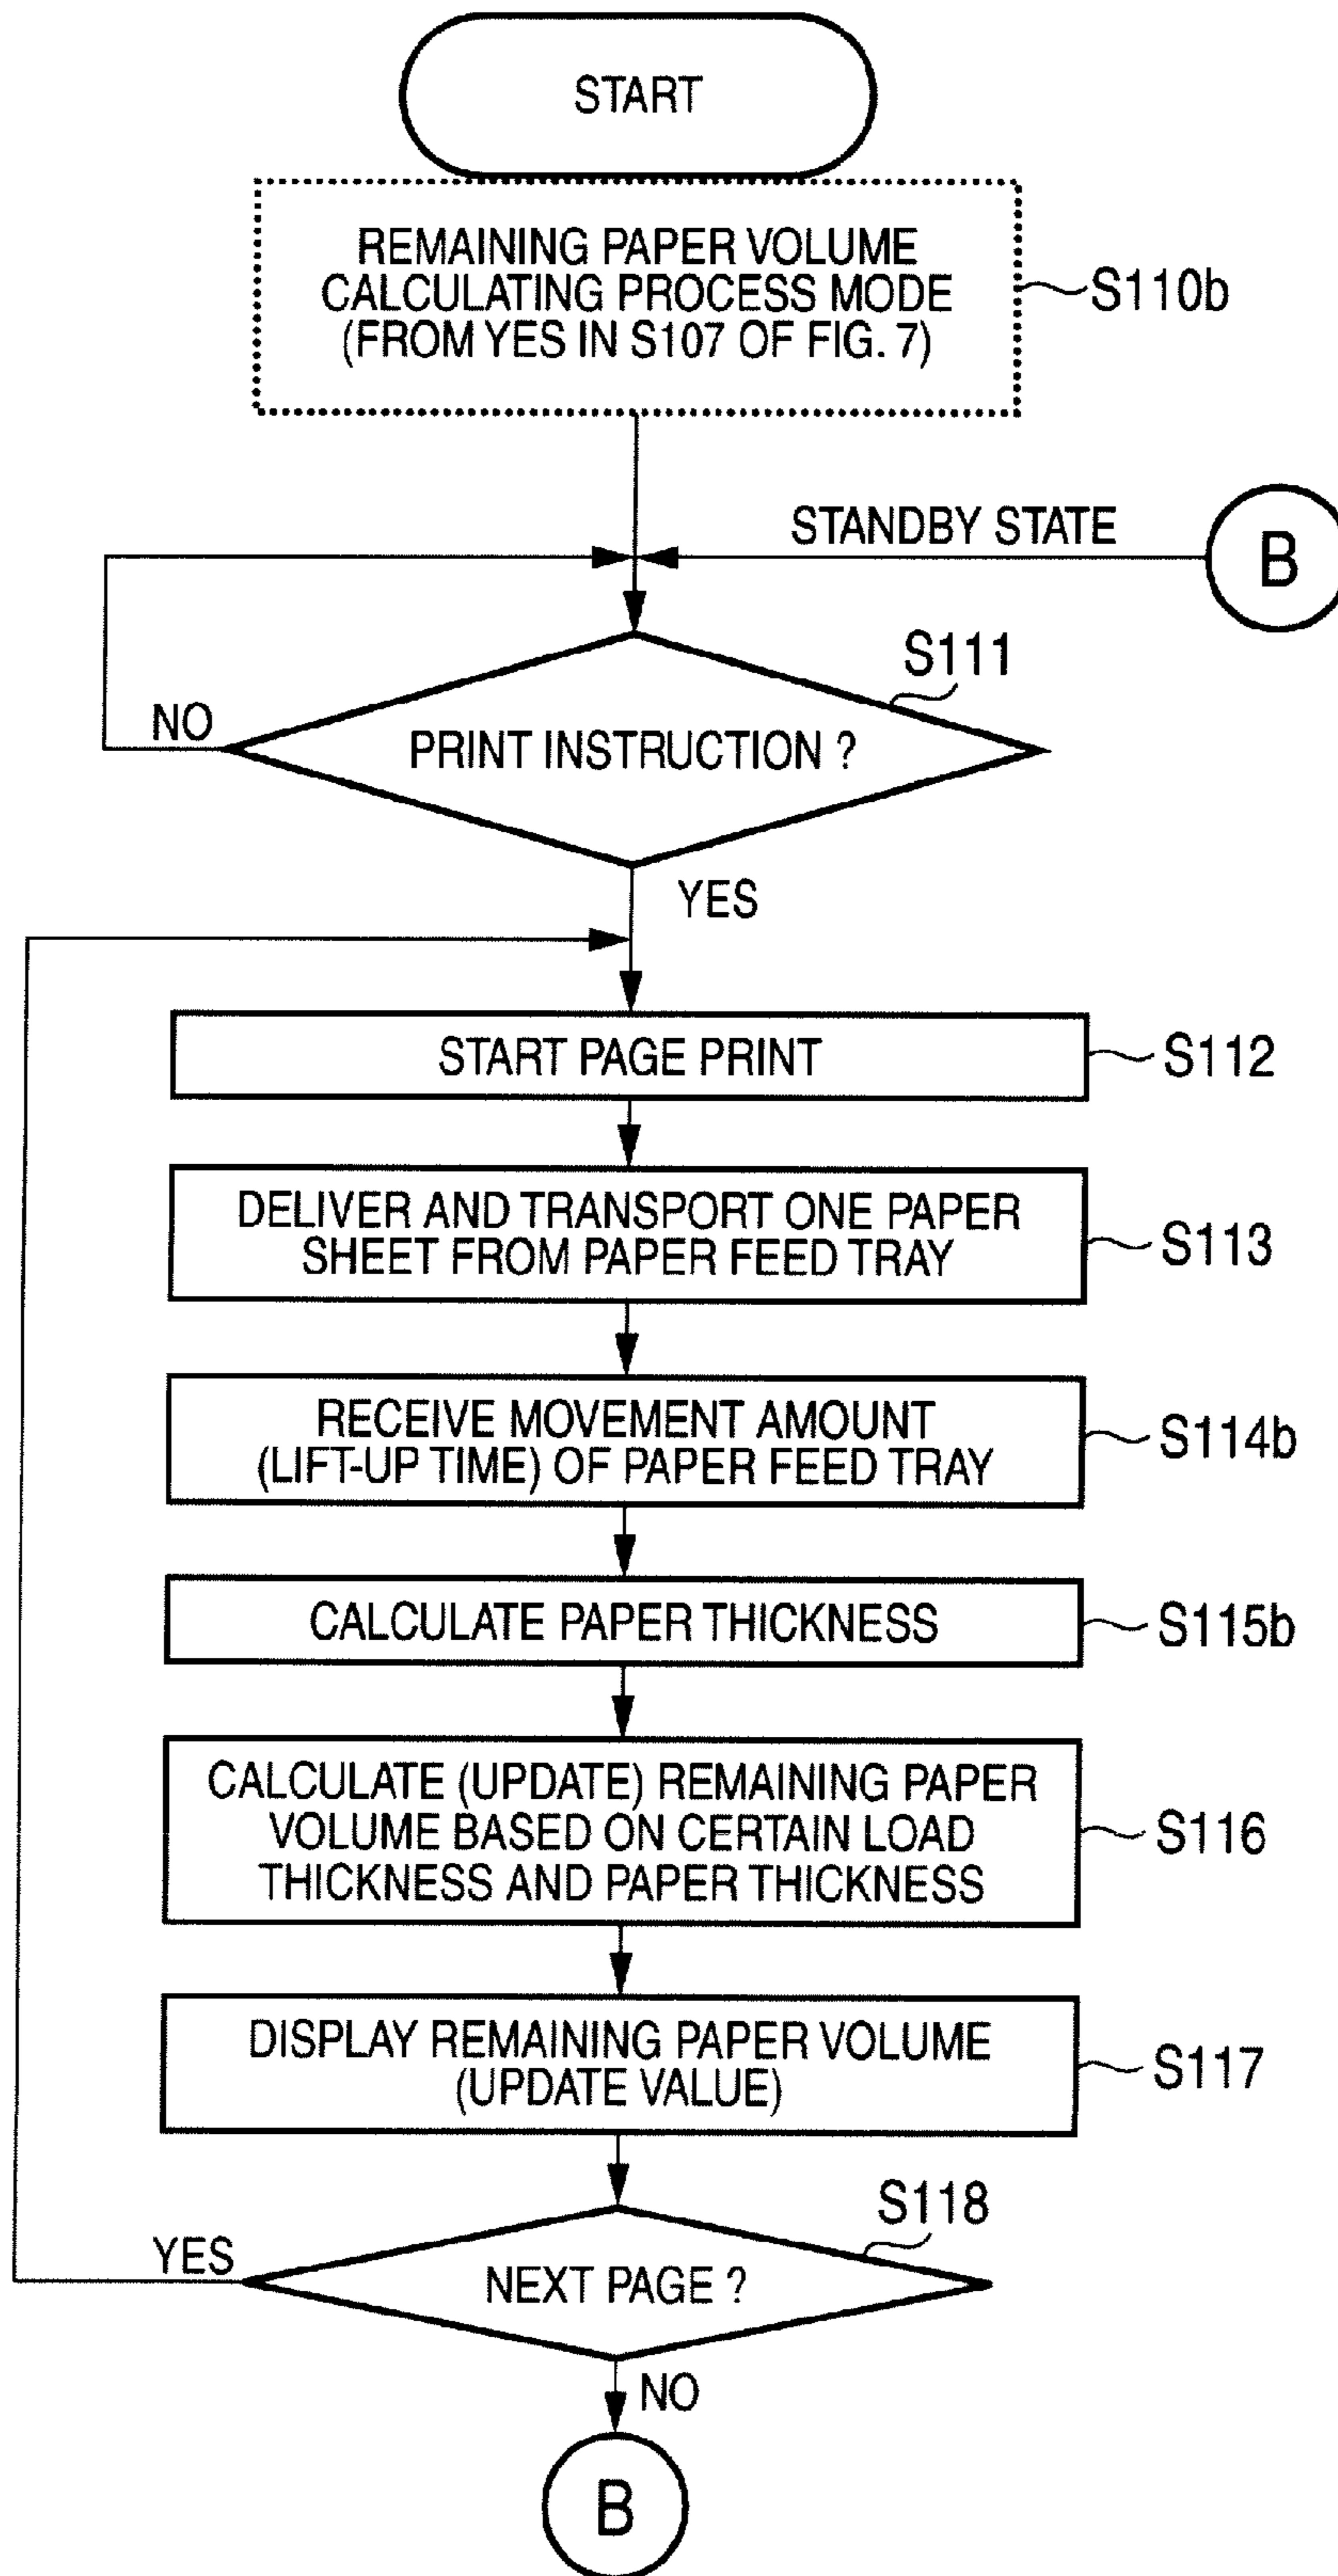 START
REMAINING PAPER VOLUME
CALCULATING PROCESS MODE
(FROM YES IN S107 OF FIG. 7)
S110b
STANDBY STATE
B
S111
NO
PRINT INSTRUCTION ?
YES
START PAGE PRINT
S112
DELIVER AND TRANSPORT ONE PAPER
SHEET FROM PAPER FEED TRAY
S113
RECEIVE MOVEMENT AMOUNT
(LIFT-UP TIME) OF PAPER FEED TRAY
S114b
CALCULATE PAPER THICKNESS
S115b
CALCULATE (UPDATE) REMAINING PAPER
VOLUME BASED ON CERTAIN LOAD
THICKNESS AND PAPER THICKNESS
S116
DISPLAY REMAINING PAPER VOLUME
(UPDATE VALUE)
S117
S118
YES
NEXT PAGE ?
NO
B